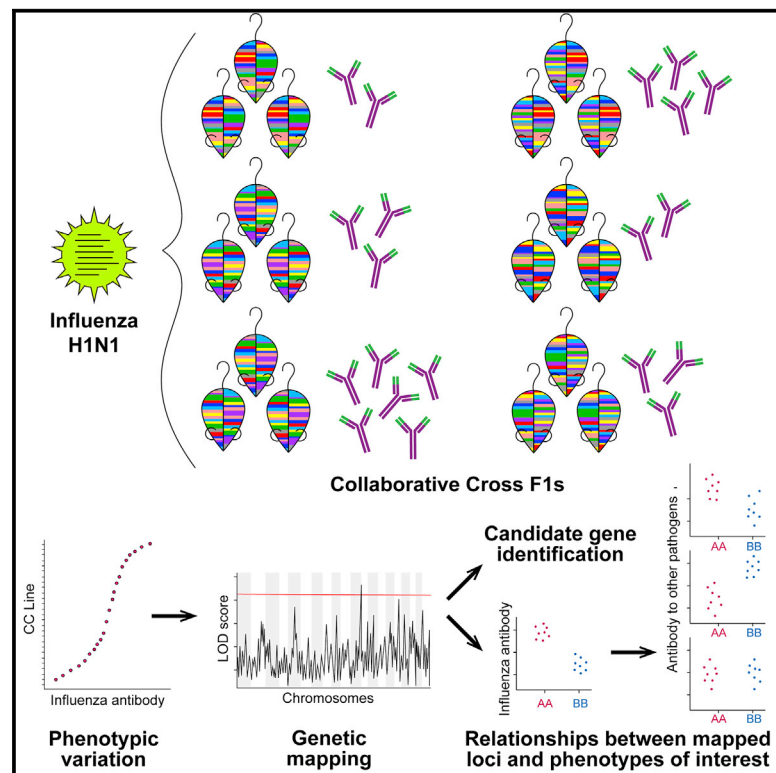 Influenza
H1N1
Collaborative Cross F1s
CC Line
Influenza antibody
Phenotypic
variation
LOD score
Chromosomes
Genetic
mapping
Candidate gene
identification
Influenza antibody
AA
BB
Antibody to other pathogens ,
AA
BB
AA
BB
AA
BB
Relationships between mapped
loci and phenotypes of interest